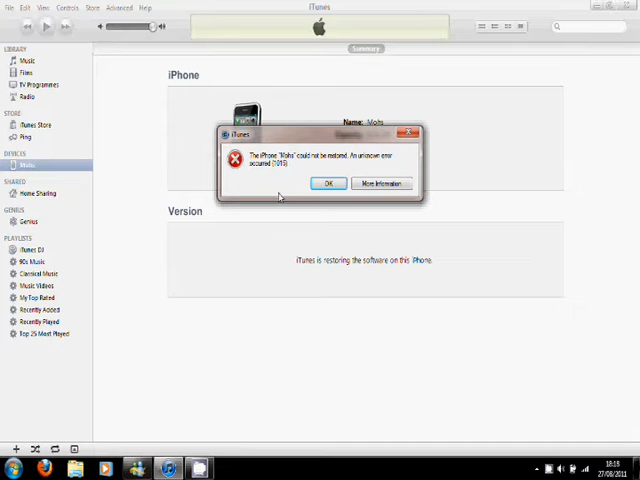 File Edit View Controls Store Advanced Help
iTunes
Summary
LIBRARY
Music
Films
TV Programmes
Radio
STORE
iTunes Store
Ping
DEVICES
Mohs
SHARED
Home Sharing
GENIUS
Genius
PLAYLISTS
iTunes DJ
90s Music
Classical Music
Music Videos
My Top Rated
Recently Added
Recently Played
Top 25 Most Played
iPhone
Name: Mohs
iTunes
The iPhone "Mohs" could not be restored. An unknown error
occurred (1015).
OK
More Information
Version
iTunes is restoring the software on this iPhone.
18:18
27/08/2011